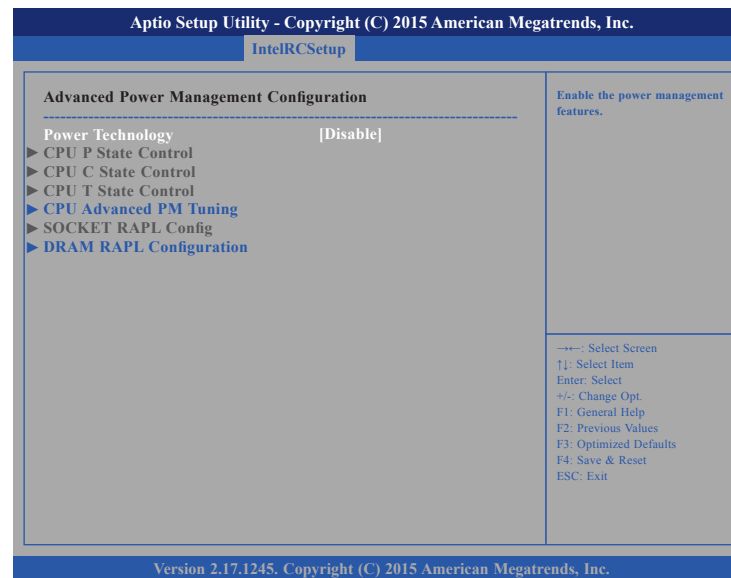 Aptio Setup Utility - Copyright (C) 2015 American Megatrends, Inc.
IntelRCSetup
Advanced Power Management Configuration
Power Technology [Disable]
▶ CPU P State Control
▶ CPU C State Control
▶ CPU T State Control
▶ CPU Advanced PM Tuning
▶ SOCKET RAPL Config
▶ DRAM RAPL Configuration
Enable the power management
features.
→←: Select Screen
↑↓: Select Item
Enter: Select
+/-: Change Opt.
F1: General Help
F2: Previous Values
F3: Optimized Defaults
F4: Save & Reset
ESC: Exit
Version 2.17.1245. Copyright (C) 2015 American Megatrends, Inc.